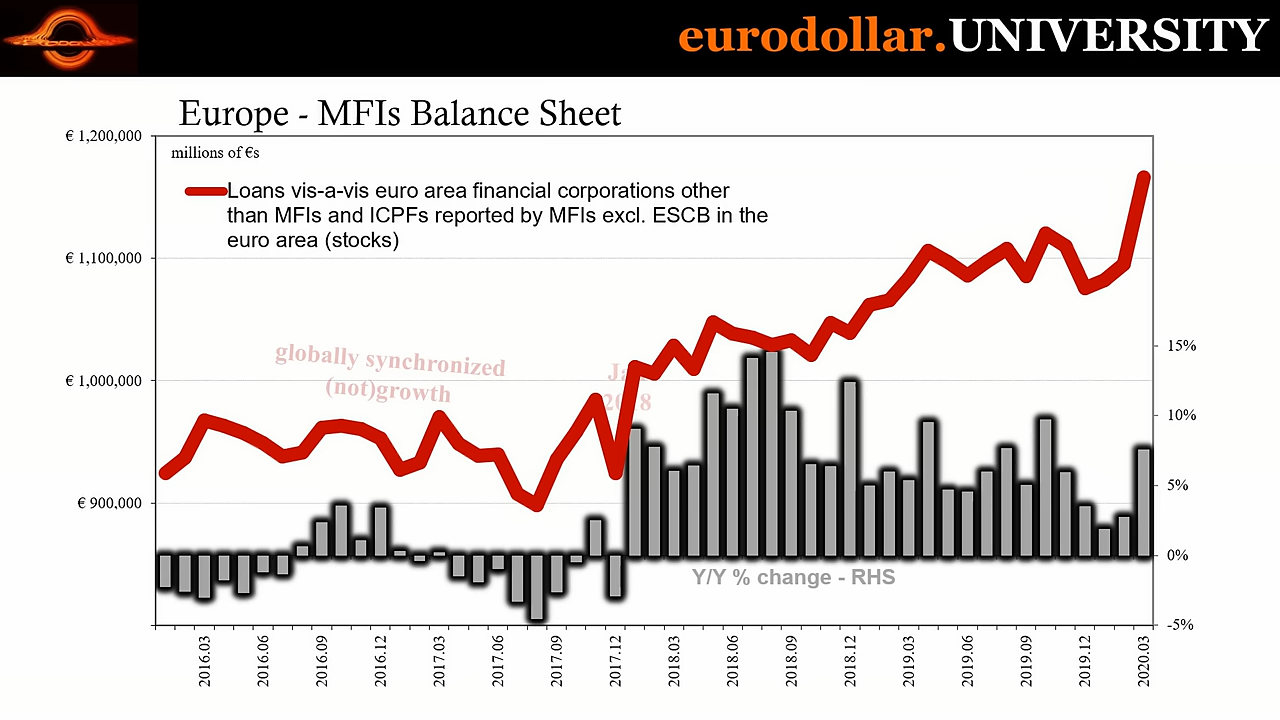 eurodollar.UNIVERSITY
Europe - MFIs Balance Sheet
€ 1,200,000
millions of €s
Loans vis-a-vis euro area financial corporations other
than MFIs and ICPFs reported by MFIs excl. ESCB in the
euro area (stocks)
€ 1,100,000
€ 1,000,000
€ 900,000
globally synchronized
(not)growth
15%
10%
5%
0%
-5%
Y/Y % change - RHS
2016.03
2016.06
2016.09
2016.12
2017.03
2017.06
2017.09
2017.12
2018.03
2018.06
2018.09
2018.12
2019.03
2019.06
2019.09
2019.12
2020.03